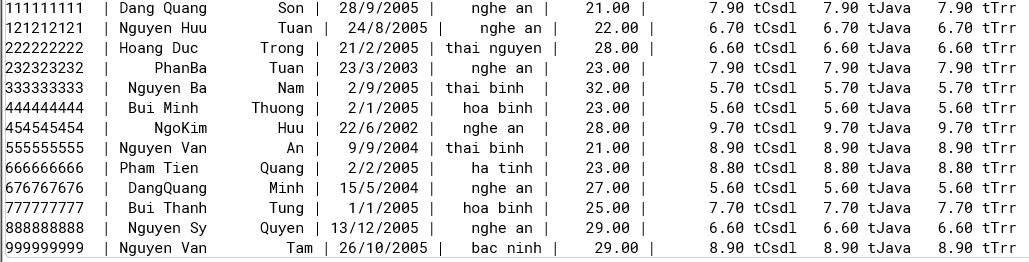 111111111 | Dang Quang Son | 28/9/2005 | nghe an | 21.00 | 7.90 tCsdl 7.90 tJava 7.90 tTrr
121212121 | Nguyen Huu Tuan | 24/8/2005 | nghe an | 22.00 | 6.70 tCsdl 6.70 tJava 6.70 tTrr
222222222 | Hoang Duc Trong | 21/2/2005 | thai nguyen | 28.00 | 6.60 tCsdl 6.60 tJava 6.60 tTrr
232323232 | PhanBa Tuan | 23/3/2003 | nghe an | 23.00 | 7.90 tCsdl 7.90 tJava 7.90 tTrr
333333333 | Nguyen Ba Nam | 2/9/2005 | thai binh | 32.00 | 5.70 tCsdl 5.70 tJava 5.70 tTrr
444444444 | Bui Minh Thuong | 2/1/2005 | hoa binh | 23.00 | 5.60 tCsdl 5.60 tJava 5.60 tTrr
454545454 | NgoKim Huu | 22/6/2002 | nghe an | 28.00 | 9.70 tCsdl 9.70 tJava 9.70 tTrr
555555555 | Nguyen Van An | 9/9/2004 | thai binh | 21.00 | 8.90 tCsdl 8.90 tJava 8.90 tTrr
666666666 | Pham Tien Quang | 2/2/2005 | ha tinh | 23.00 | 8.80 tCsdl 8.80 tJava 8.80 tTrr
676767676 | DangQuang Minh | 15/5/2004 | nghe an | 27.00 | 5.60 tCsdl 5.60 tJava 5.60 tTrr
777777777 | Bui Thanh Tung | 1/1/2005 | hoa binh | 25.00 | 7.70 tCsdl 7.70 tJava 7.70 tTrr
888888888 | Nguyen Sy Quyen | 13/12/2005 | nghe an | 29.00 | 6.60 tCsdl 6.60 tJava 6.60 tTrr
999999999 | Nguyen Van Tam | 26/10/2005 | bac ninh | 29.00 | 8.90 tCsdl 8.90 tJava 8.90 tTrr